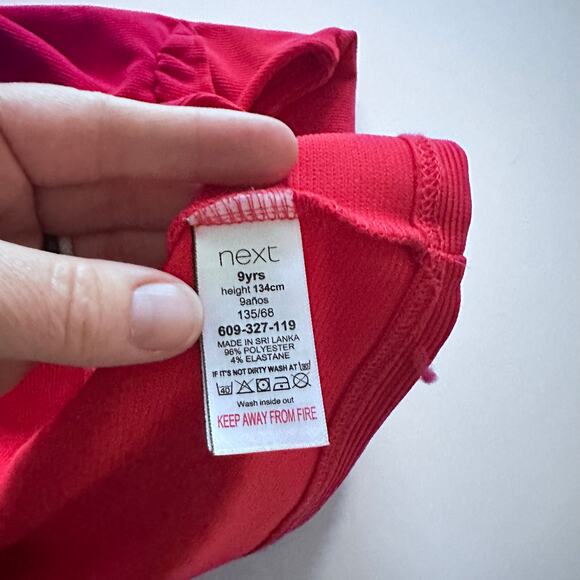 next
9yrs
height 134cm
9años
135/68
609-327-119
MADE IN SRI LANKA
96% POLYESTER
4% ELASTANE
IF IT'S NOT DIRTY WASH AT 30°
40
Wash inside out
KEEP AWAY FROM FIRE